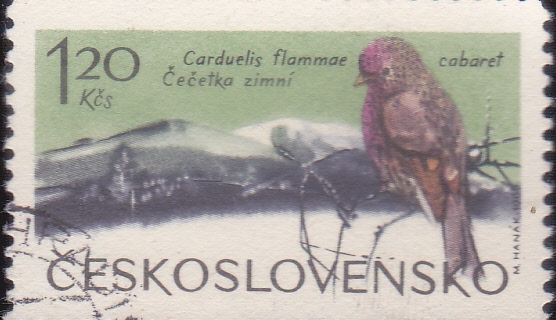 1.20 Kčs
Carduelis flammae cabaret
Čečetka zimní
ČESKOSLOVENSKO
M. HANÁK